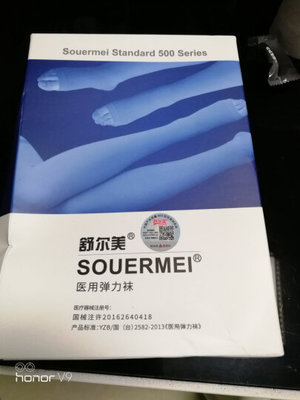 Souermei Standard 500 Series
舒尔美®
SOUERMEI®
医用弹力袜
医疗器械注册号:
国械注许20162640418
产品标准: YZB/国（台）2582-2013《医用弹力袜》
honor V9